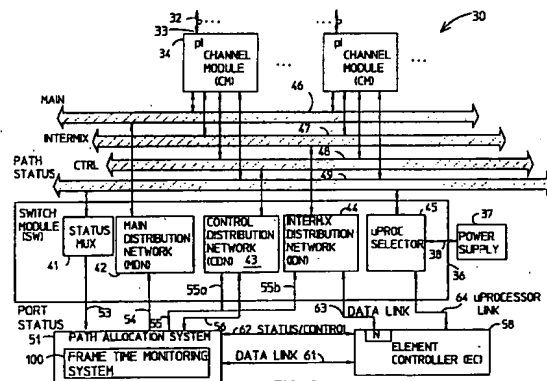 32
30
33
34
pl
CHANNEL MODULE (CM)
pl
CHANNEL MODULE (CM)
MAIN
46
INTERMIX
47
CTRL
48
PATH STATUS
49
SWITCH MODULE (SW)
STATUS MUX
41
MAIN DISTRIBUTION NETWORK (MDN)
42
CONTROL DISTRIBUTION NETWORK (CDN) 43
INTERMIX DISTRIBUTION NETWORK (IDN)
44
uPROC SELECTOR
45
37
POWER SUPPLY
38
36
PORT STATUS
53
54
55
55a
55b
56
63
DATA LINK
64
uPROCESSOR LINK
51
PATH ALLOCATION SYSTEM
100
FRAME TIME MONITORING SYSTEM
62 STATUS/CONTROL
DATA LINK 61
N
ELEMENT CONTROLLER (EC)
58